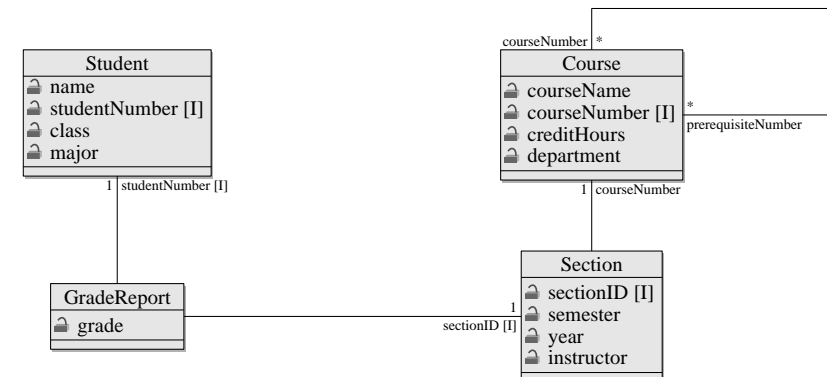 courseNumber *
Student
name
studentNumber [I]
class
major
1 studentNumber [I]
Course
courseName
courseNumber [I]
creditHours
department
*
prerequisiteNumber
1 courseNumber
GradeReport
grade
1
sectionID [I]
Section
sectionID [I]
semester
year
instructor